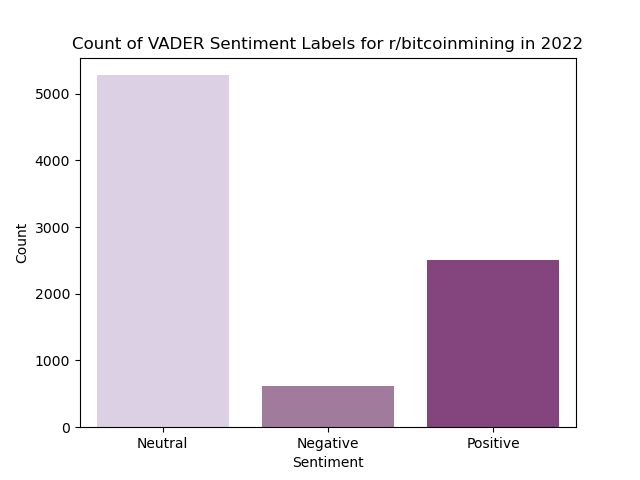 Count of VADER Sentiment Labels for r/bitcoinmining in 2022
5000
4000
3000
2000
1000
0
Count
Neutral
Negative
Positive
Sentiment